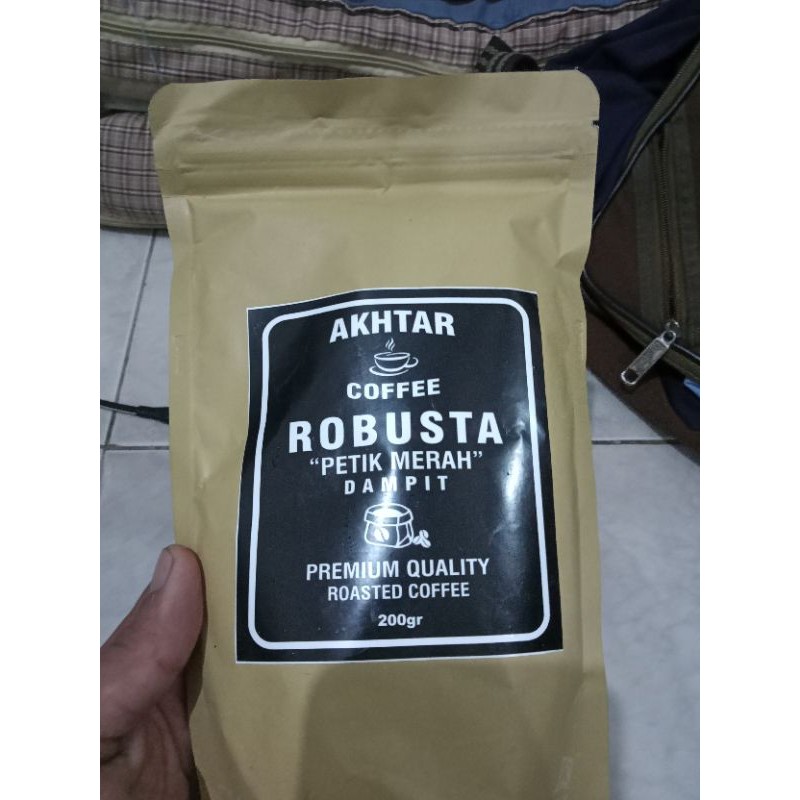 AKHTAR
COFFEE
ROBUSTA
“PETIK MERAH”
DAMPIT
PREMIUM QUALITY
ROASTED COFFEE
200gr